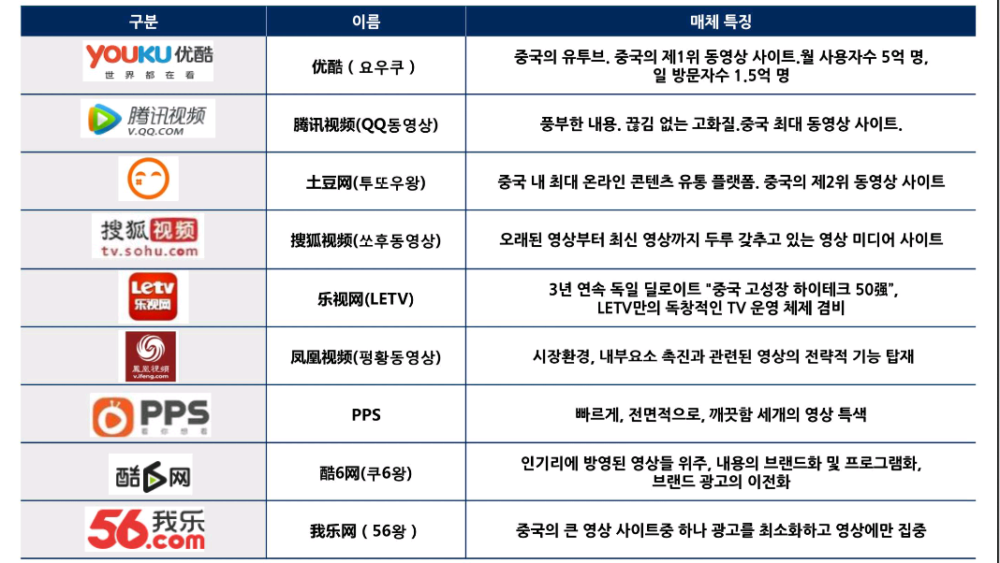 구분 이름 매체 특징
YOUKU 优酷
世界都在看
优酷 ( 요우쿠 )
중국의 유투브. 중국의 제1위 동영상 사이트.월 사용자수 5억 명,
일 방문자수 1.5억 명
腾讯视频
V.QQ.COM
腾讯视频(QQ동영상)
풍부한 내용. 끊김 없는 고화질.중국 최대 동영상 사이트.
土豆网(투또우왕)
중국 내 최대 온라인 콘텐츠 유통 플랫폼. 중국의 제2위 동영상 사이트
搜狐视频
tv.sohu.com
搜狐视频(쏘후동영상)
오래된 영상부터 최신 영상까지 두루 갖추고 있는 영상 미디어 사이트
Letv
乐视网
乐视网(LETV)
3년 연속 독일 딜로이트 "중국 고성장 하이테크 50强”,
LETV만의 독창적인 TV 운영 체제 겸비
鳳凰視頻
v.ifeng.com
凤凰视频(펑황동영상)
시장환경, 내부요소 촉진과 관련된 영상의 전략적 기능 탑재
PPS
看你想看
PPS
빠르게, 전면적으로, 깨끗함 세개의 영상 특색
酷6网
酷6网(쿠6왕)
인기리에 방영된 영상들 위주, 내용의 브랜드화 및 프로그램화,
브랜드 광고의 이전화
56我乐
.com
我乐网 ( 56왕 )
중국의 큰 영상 사이트중 하나 광고를 최소화하고 영상에만 집중